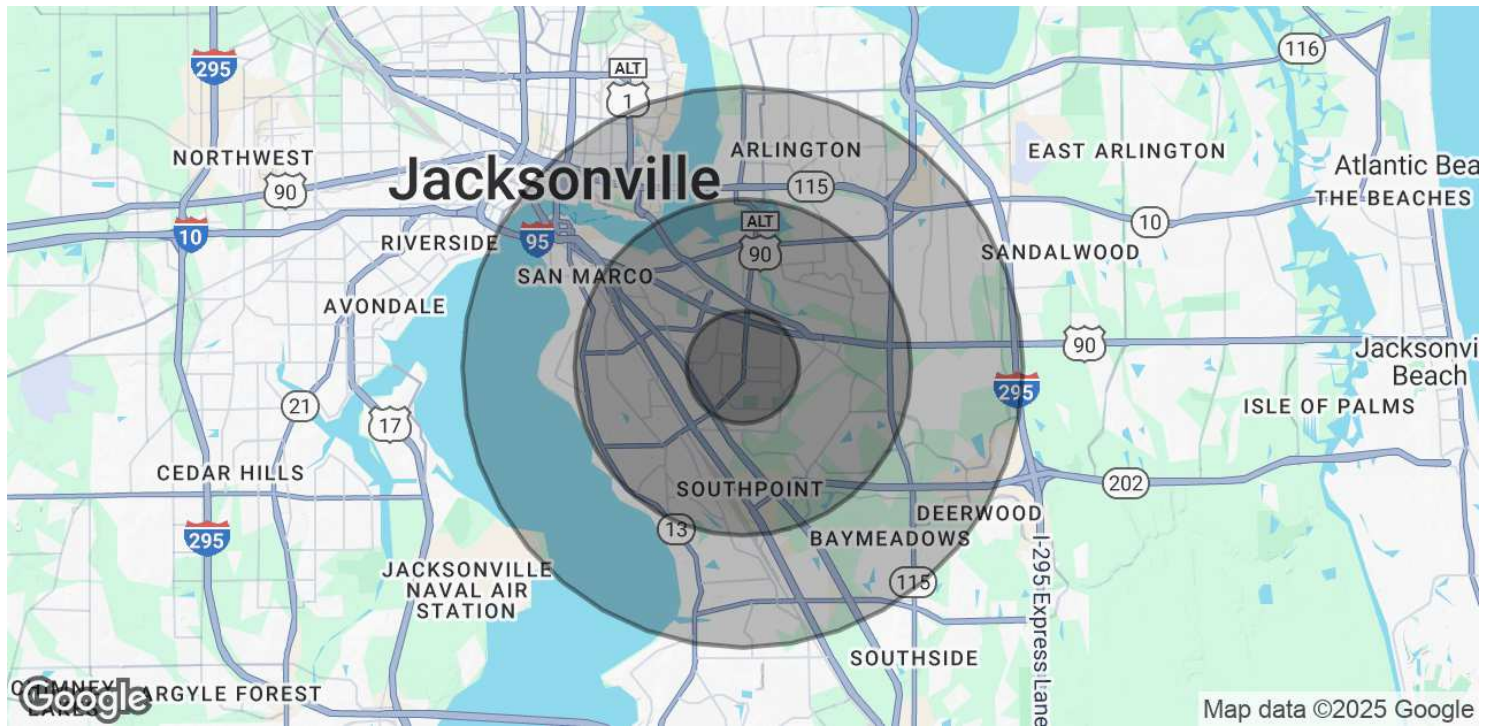 295
116
ALT
1
NORTHWEST
90
Jacksonville
ARLINGTON
115
EAST ARLINGTON
Atlantic Bea
THE BEACHES
10
RIVERSIDE
95
ALT
90
10
SANDALWOOD
SAN MARCO
AVONDALE
90
Jacksonvi
Beach
295
21
17
ISLE OF PALMS
CEDAR HILLS
SOUTHPOINT
202
13
DEERWOOD
BAYMEADOWS
295
JACKSONVILLE
NAVAL AIR
STATION
115
I-295 Express Lane
SOUTHSIDE
CHIMNEY
LAKES
ARGYLE FOREST
Google
Map data ©2025 Google